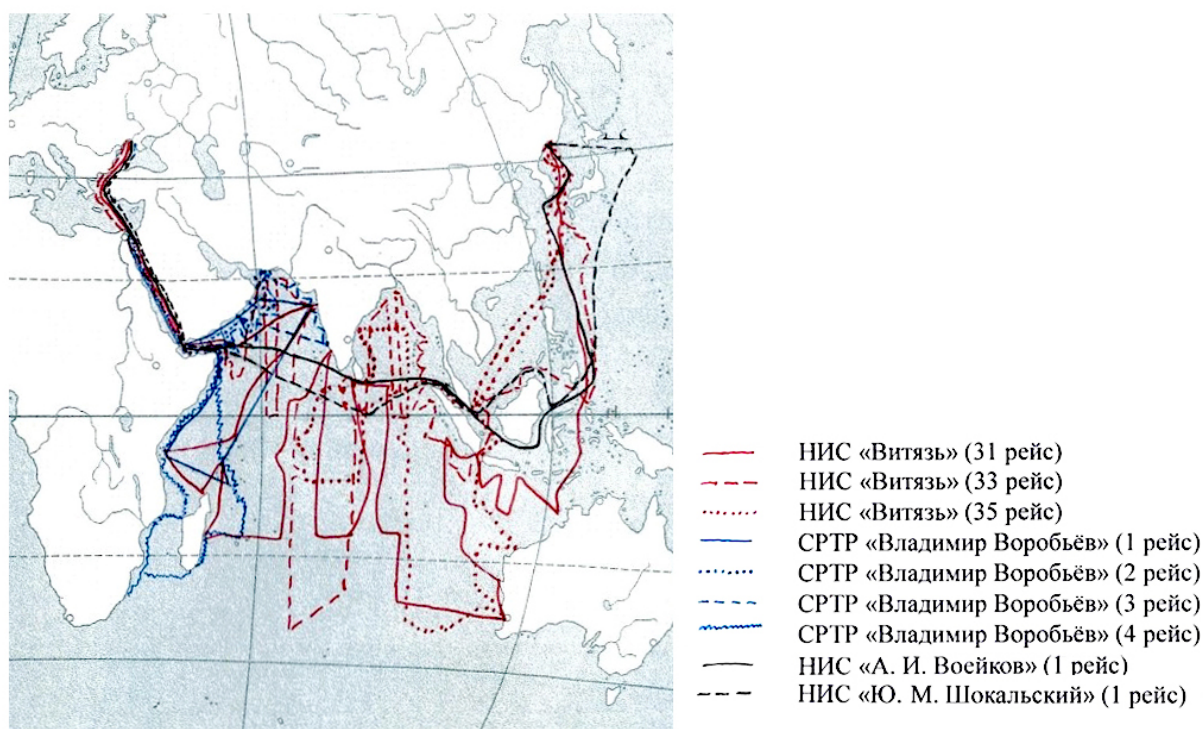 НИС «Витязь» (31 рейс)
НИС «Витязь» (33 рейс)
НИС «Витязь» (35 рейс)
СРТР «Владимир Воробьёв» (1 рейс)
СРТР «Владимир Воробьёв» (2 рейс)
СРТР «Владимир Воробьёв» (3 рейс)
СРТР «Владимир Воробьёв» (4 рейс)
НИС «А. И. Воейков» (1 рейс)
НИС «Ю. М. Шокальский» (1 рейс)